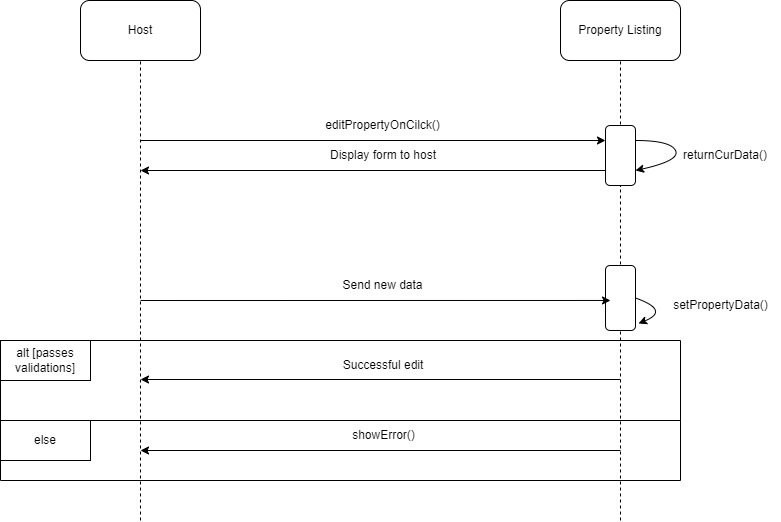 Host
Property Listing
editPropertyOnCilck()
Display form to host
returnCurData()
Send new data
setPropertyData()
alt [passes
validations]
Successful edit
else
showError()